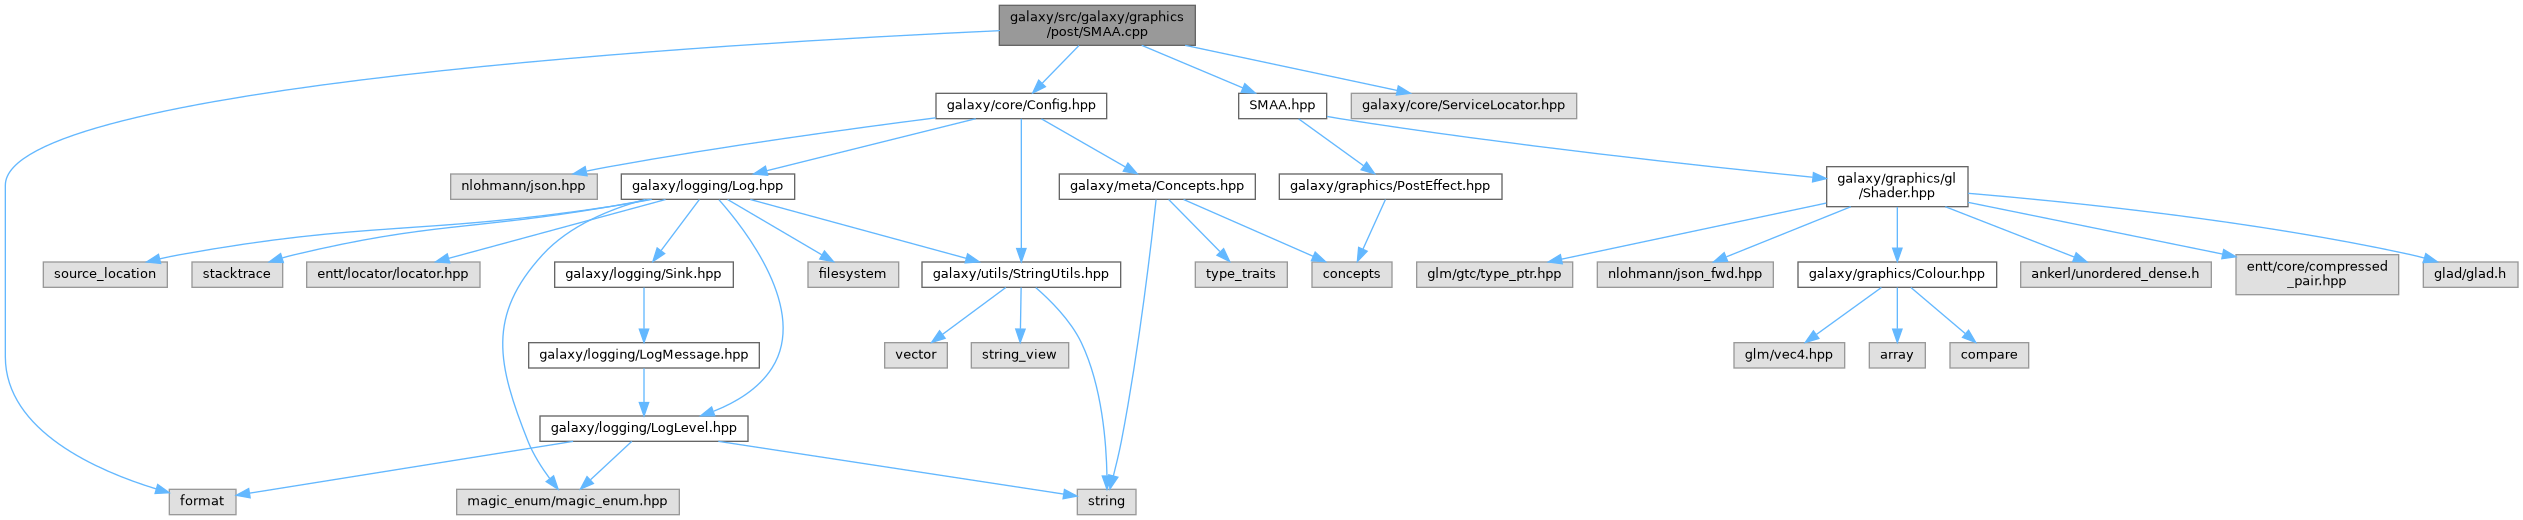 galaxy/src/galaxy/graphics
/post/SMAA.cpp
galaxy/core/Config.hpp
SMAA.hpp
galaxy/core/ServiceLocator.hpp
nlohmann/json.hpp
galaxy/logging/Log.hpp
galaxy/meta/Concepts.hpp
galaxy/graphics/PostEffect.hpp
galaxy/graphics/gl
/Shader.hpp
source_location
stacktrace
entt/locator/locator.hpp
galaxy/logging/Sink.hpp
filesystem
galaxy/utils/StringUtils.hpp
type_traits
concepts
glm/gtc/type_ptr.hpp
nlohmann/json_fwd.hpp
galaxy/graphics/Colour.hpp
ankerl/unordered_dense.h
entt/core/compressed
_pair.hpp
glad/glad.h
galaxy/logging/LogMessage.hpp
vector
string_view
glm/vec4.hpp
array
compare
galaxy/logging/LogLevel.hpp
format
magic_enum/magic_enum.hpp
string